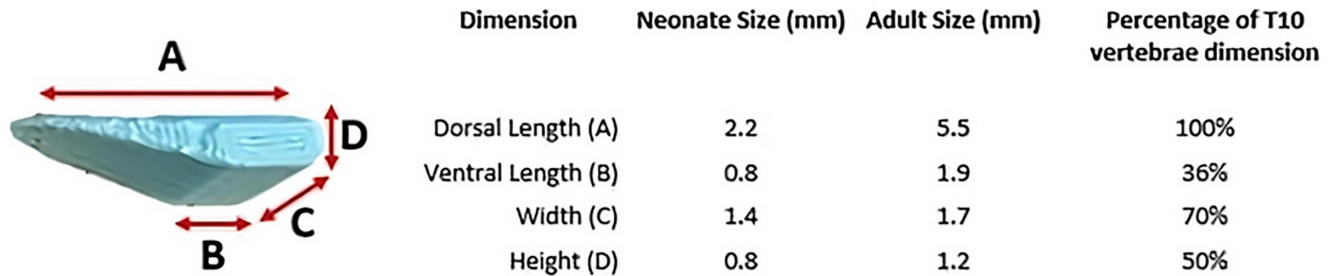 Dimension Neonate Size (mm) Adult Size (mm) Percentage of T10
vertebrae dimension
A
D
Dorsal Length (A) 2.2 5.5 100%
Ventral Length (B) 0.8 1.9 36%
Width (C) 1.4 1.7 70%
C
B
Height (D) 0.8 1.2 50%